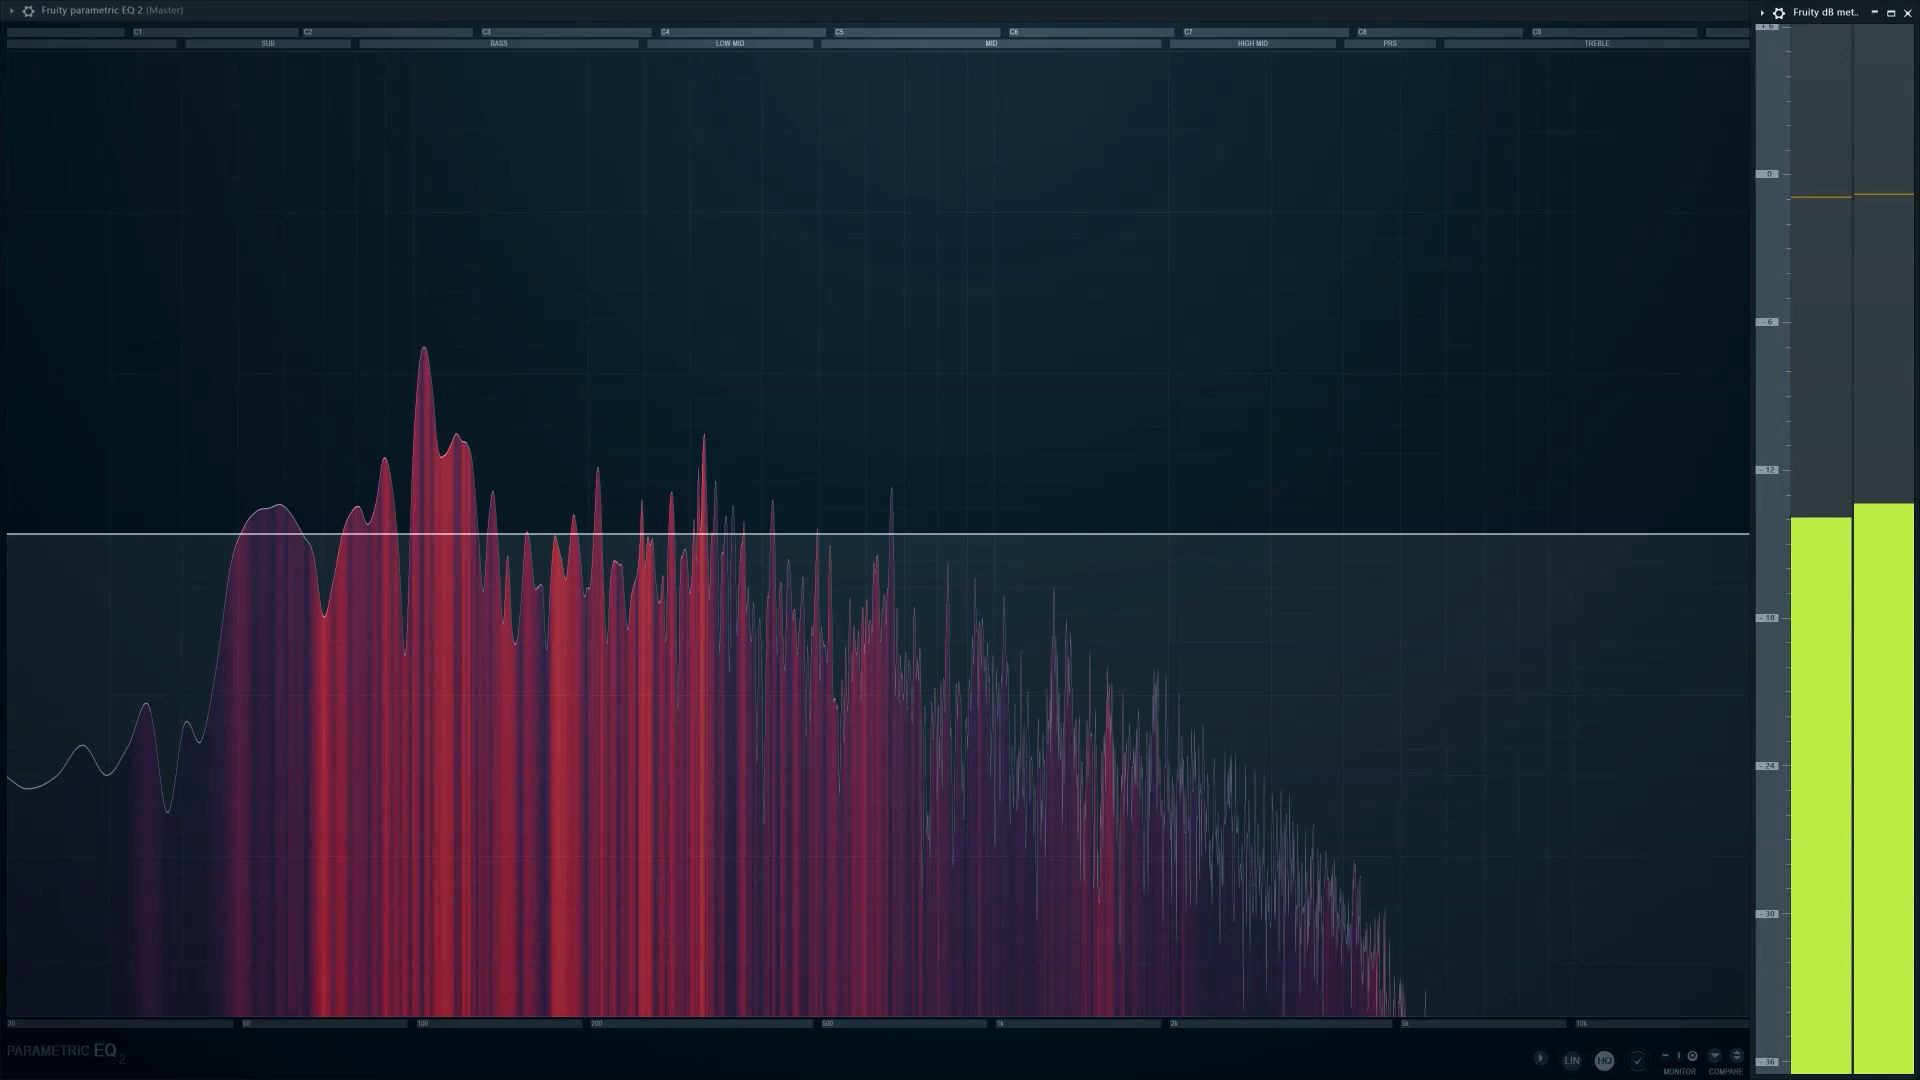 Fruity parametric EQ 2 (Master)
Fruity dB met..
C1 C2 C3 C4 C5 C6 C7 C8 C9
SUB BASS LOW MID MID HIGH MID PRS TREBLE
+6
0
-6
-12
-18
-24
-30
-36
20 50 100 200 500 1k 2k 5k 10k
PARAMETRIC EQ 2
LIN HQ
MONITOR COMPARE